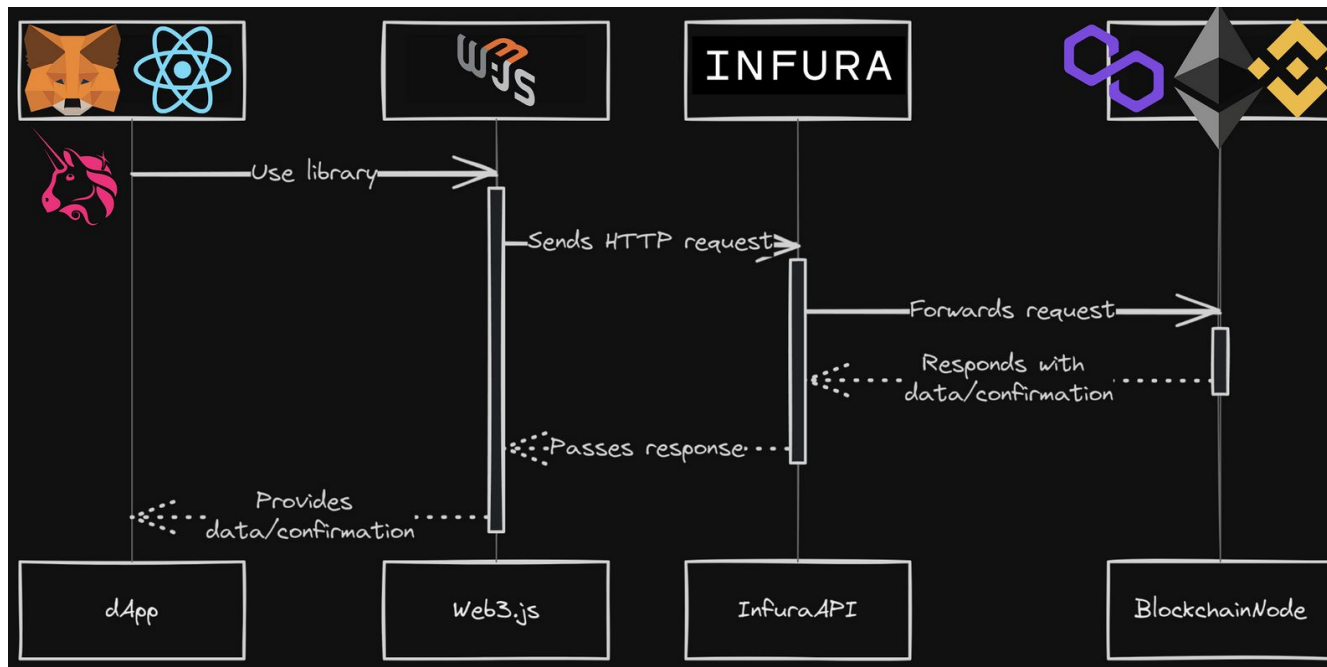 W3JS
INFURA
Use library
Sends HTTP request
Forwards request
Responds with
data/confirmation
Passes response
Provides
data/confirmation
dApp
Web3.js
InfuraAPI
BlockchainNode